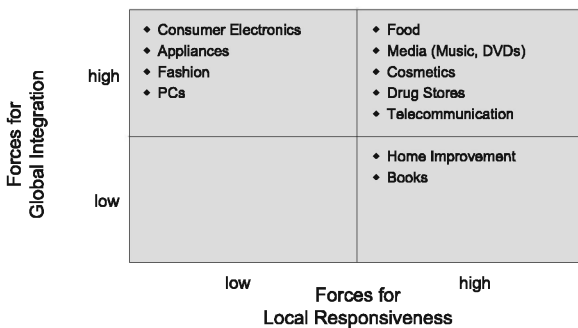 ◆ Consumer Electronics
◆ Appliances
◆ Fashion
◆ PCs
◆ Food
◆ Media (Music, DVDs)
◆ Cosmetics
◆ Drug Stores
◆ Telecommunication
high
Forces for
Global Integration
◆ Home Improvement
◆ Books
low
low
high
Forces for
Local Responsiveness